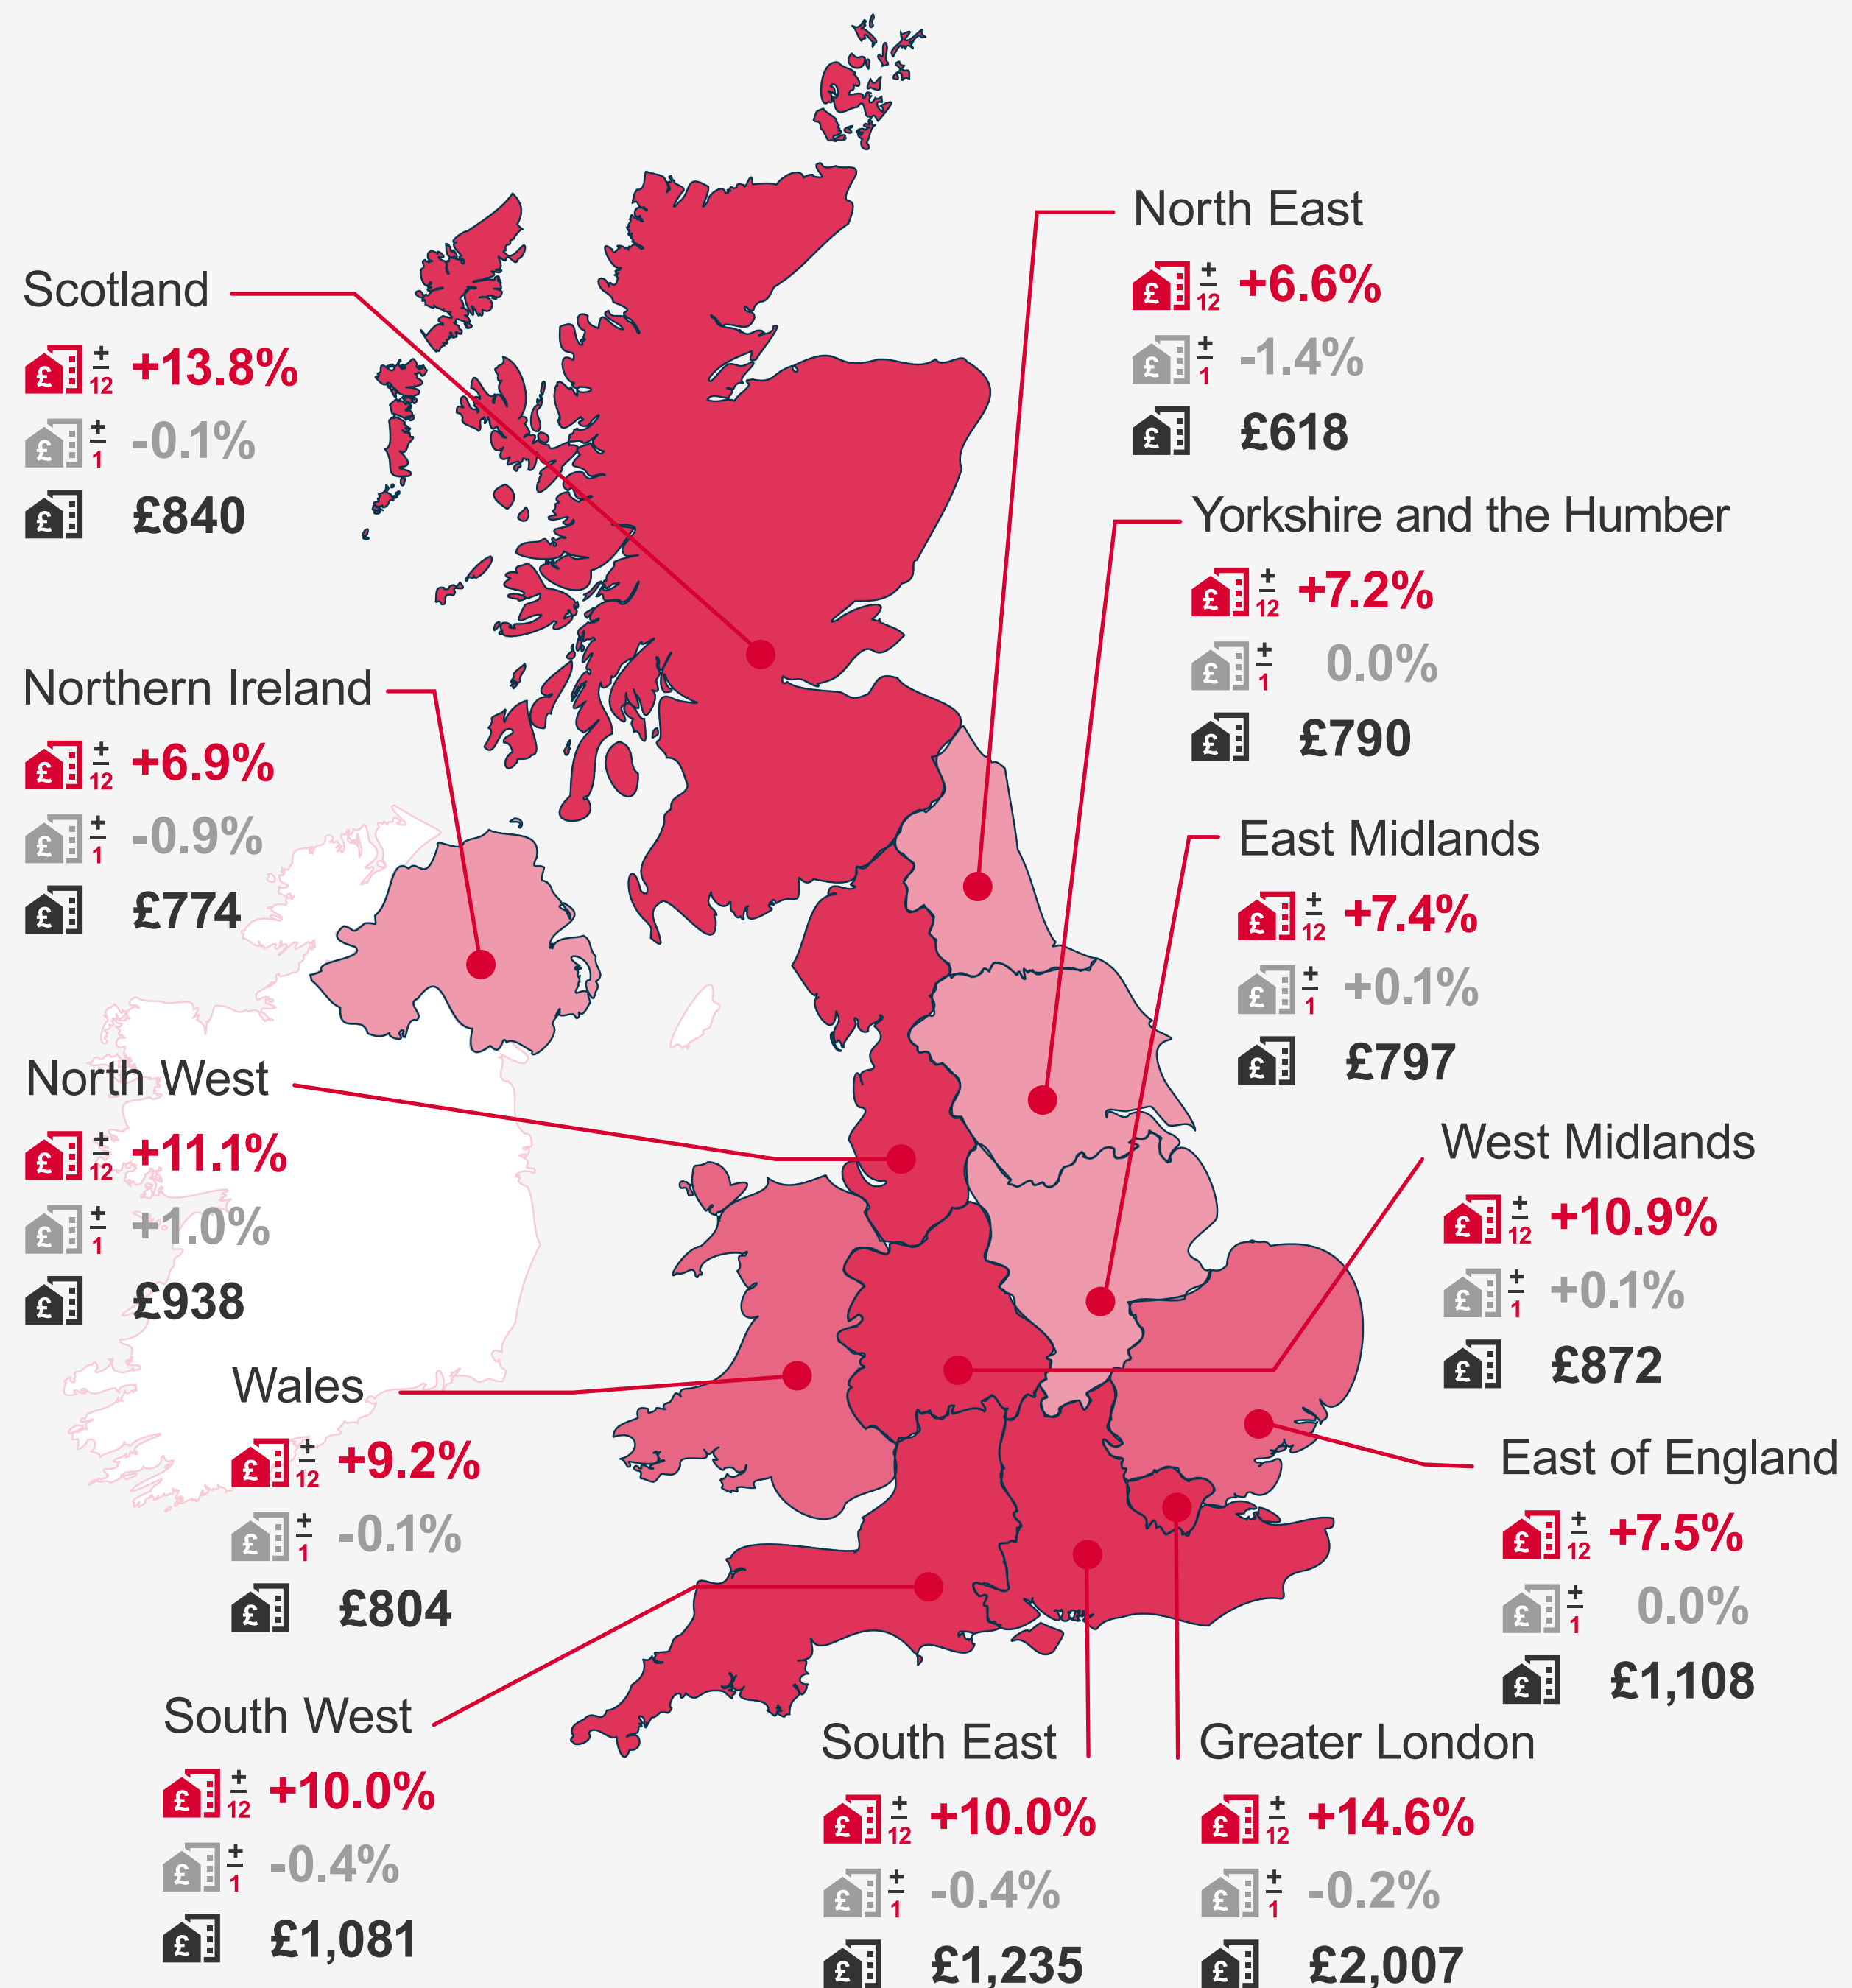 Scotland
£ ± 12 +13.8%
£ ± 1 -0.1%
£ £840
Northern Ireland
£ ± 12 +6.9%
£ ± 1 -0.9%
£ £774
North West
£ ± 12 +11.1%
£ ± 1 +1.0%
£ £938
Wales
£ ± 12 +9.2%
£ ± 1 -0.1%
£ £804
South West
£ ± 12 +10.0%
£ ± 1 -0.4%
£ £1,081
North East
£ ± 12 +6.6%
£ ± 1 -1.4%
£ £618
Yorkshire and the Humber
£ ± 12 +7.2%
£ ± 1 0.0%
£ £790
East Midlands
£ ± 12 +7.4%
£ ± 1 +0.1%
£ £797
West Midlands
£ ± 12 +10.9%
£ ± 1 +0.1%
£ £872
East of England
£ ± 12 +7.5%
£ ± 1 0.0%
£ £1,108
South East
£ ± 12 +10.0%
£ ± 1 -0.4%
£ £1,235
Greater London
£ ± 12 +14.6%
£ ± 1 -0.2%
£ £2,007